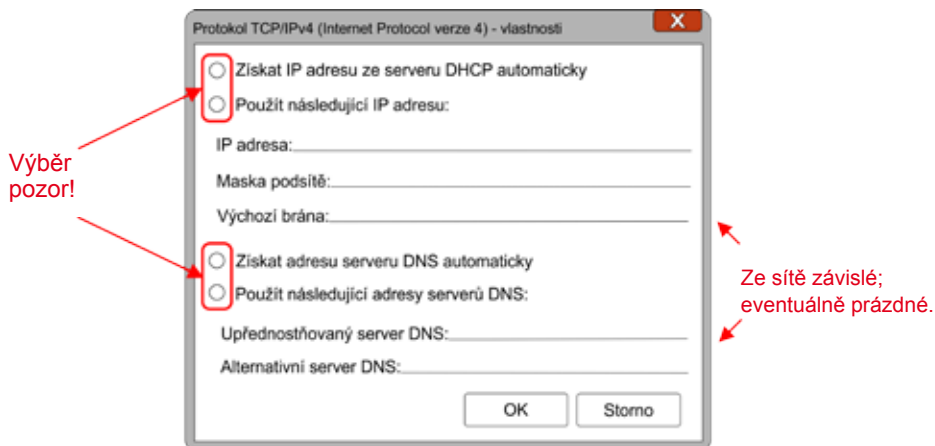 Protokol TCP/IPv4 (Internet Protocol verze 4) - vlastnosti
X
Získat IP adresu ze serveru DHCP automaticky
Použít následující IP adresu:
IP adresa:
Maska podsítě:
Výchozí brána:
Výběr
pozor!
Získat adresu serveru DNS automaticky
Použít následující adresy serverů DNS:
Upřednostňovaný server DNS:
Alternativní server DNS:
Ze sítě závislé;
eventuálně prázdné.
OK
Storno